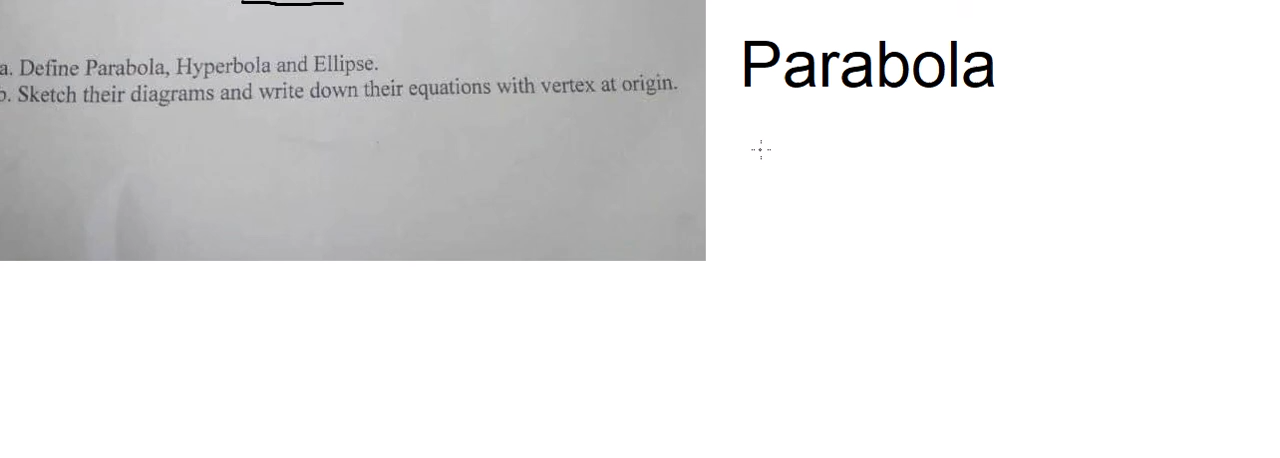 a. Define Parabola, Hyperbola and Ellipse.
b. Sketch their diagrams and write down their equations with vertex at origin.
Parabola